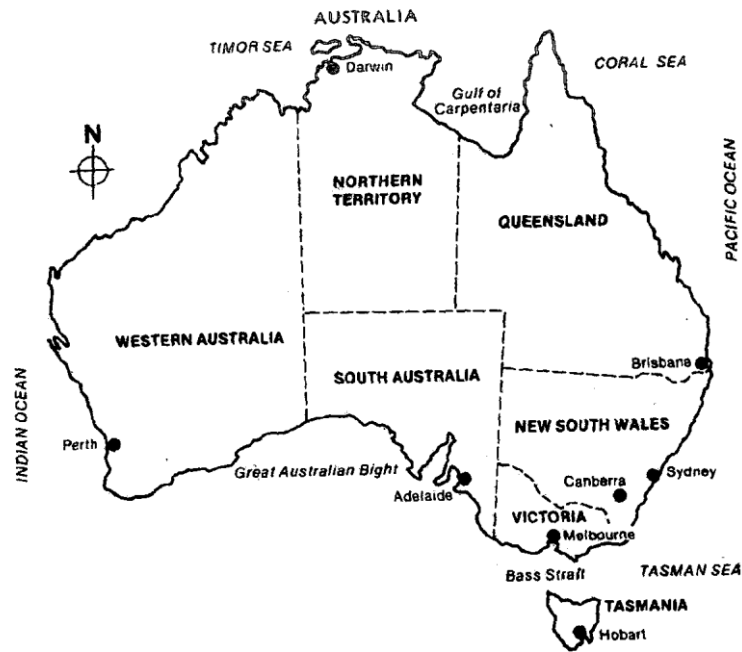 AUSTRALIA
TIMOR SEA
Darwin
CORAL SEA
Gulf of
Carpentaria
N
NORTHERN
TERRITORY
QUEENSLAND
PACIFIC OCEAN
WESTERN AUSTRALIA
SOUTH AUSTRALIA
Brisbane
INDIAN OCEAN
NEW SOUTH WALES
Perth
Great Australian Bight
Adelaide
Canberra
Sydney
VICTORIA
Melbourne
Bass Strait
TASMAN SEA
TASMANIA
Hobart